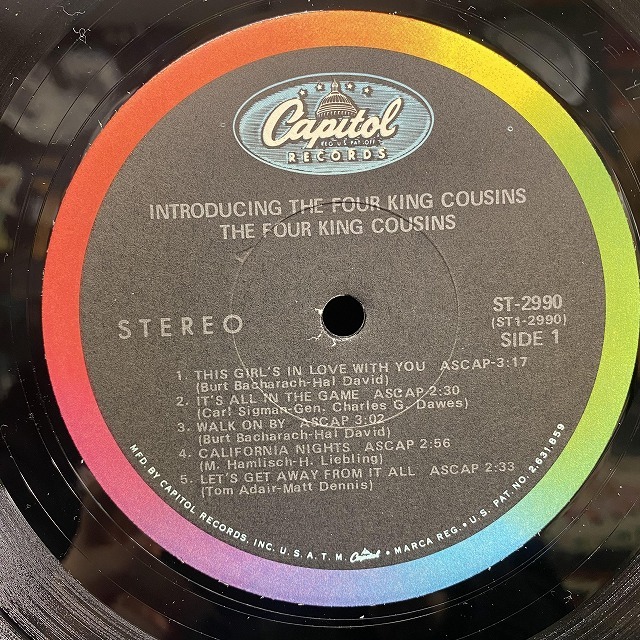 Capitol
REG. U.S. PAT. OFF.
RECORDS
INTRODUCING THE FOUR KING COUSINS
THE FOUR KING COUSINS
STEREO
ST-2990
(ST1-2990)
SIDE 1
1. THIS GIRL'S IN LOVE WITH YOU ASCAP-3:17
(Burt Bacharach-Hal David)
2. IT'S ALL IN THE GAME ASCAP 2:30
(Carl Sigman-Gen. Charles G. Dawes)
3. WALK ON BY ASCAP 3:02
(Burt Bacharach-Hal David)
4. CALIFORNIA NIGHTS ASCAP 2:56
(M. Hamlisch-H. Liebling)
5. LET'S GET AWAY FROM IT ALL ASCAP 2:33
(Tom Adair-Matt Dennis)
MFD. BY CAPITOL RECORDS, INC. U.S.A. T.M. Capitol • MARCA REG. • U.S. PAT. NO. 2,631,859